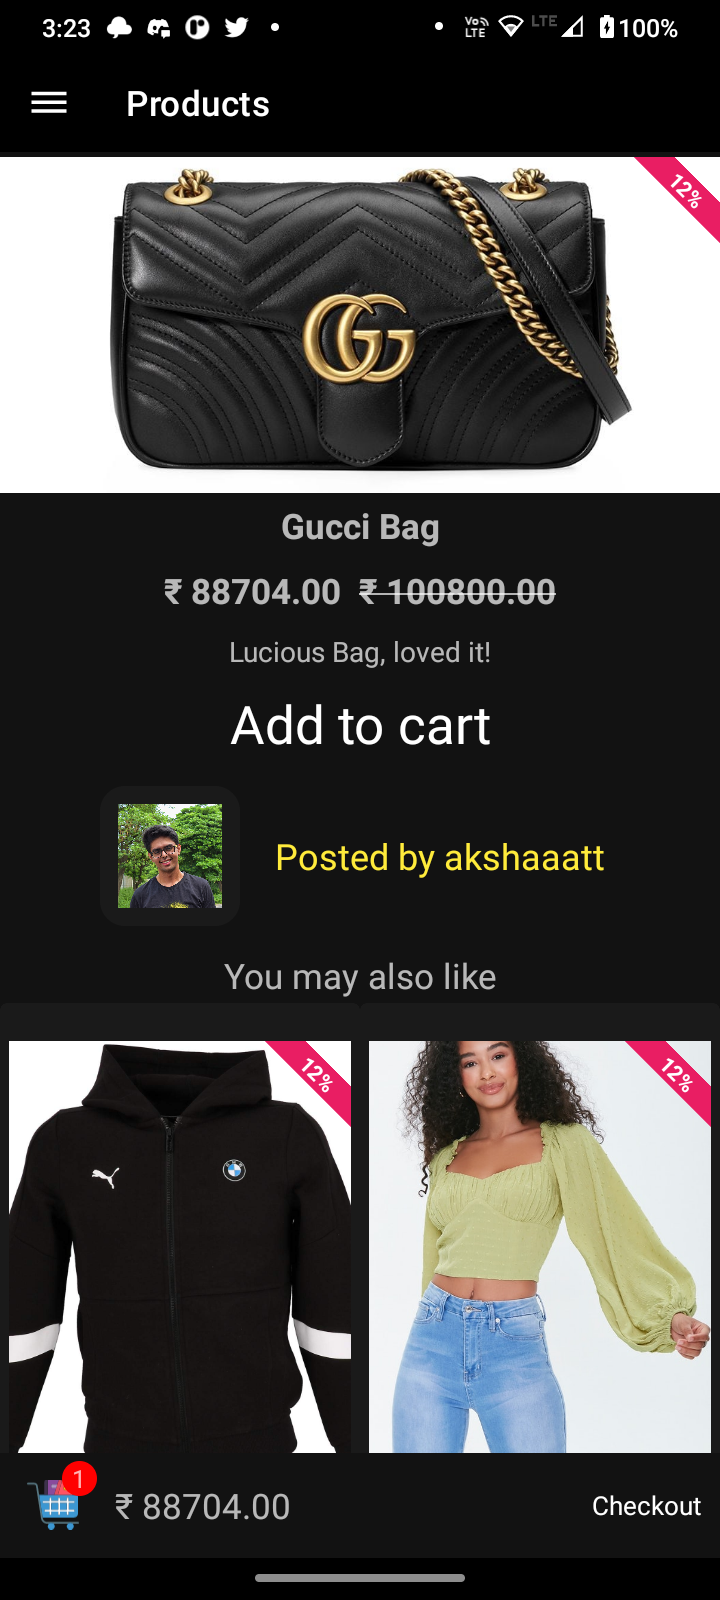 3:23
Vo LTE
LTE
100%
Products
12%
GG
Gucci Bag
₹ 88704.00 ₹ 100800.00
Lucious Bag, loved it!
Add to cart
Posted by akshaaatt
You may also like
12%
12%
1
₹ 88704.00
Checkout